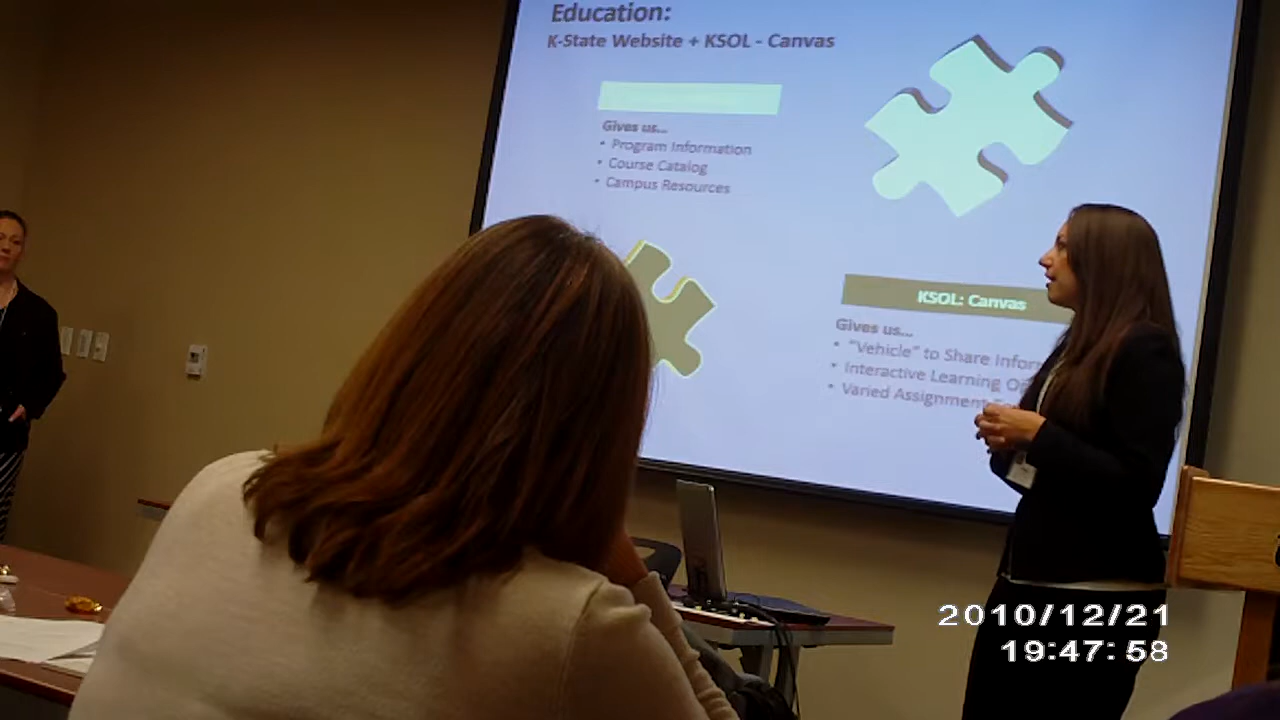 Education:
K-State Website + KSOL - Canvas
Gives us...
• Program Information
• Course Catalog
• Campus Resources
KSOL: Canvas
Gives us...
• "Vehicle" to Share Infor
• Interactive Learning O
• Varied Assignment
2010/12/21
19:47:58